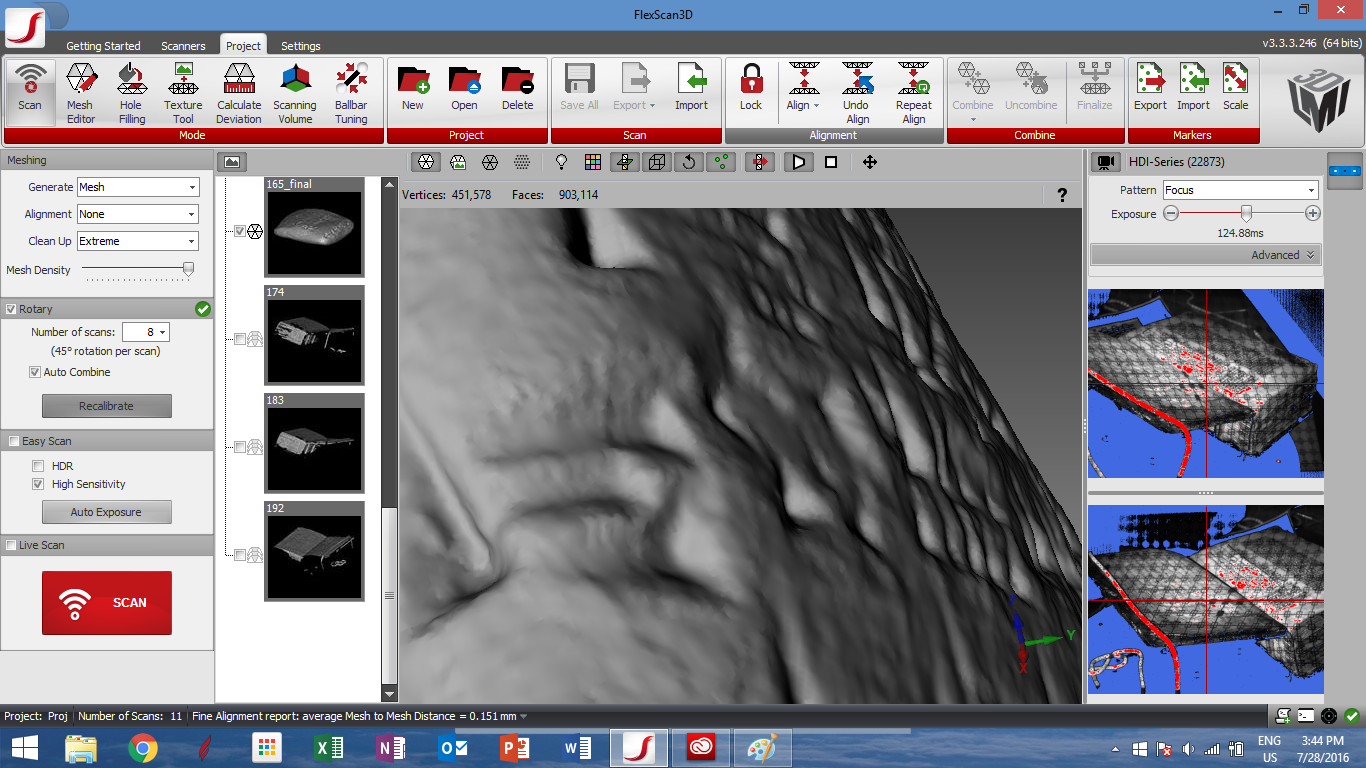 FlexScan3D
Getting Started Scanners Project Settings
v3.3.3.246 (64 bits)
Scan Mesh Editor Hole Filling Texture Tool Calculate Deviation Scanning Volume Ballbar Tuning
Mode
New Open Delete
Project
Save All Export Import
Scan
Lock Align Undo Align Repeat Align
Alignment
Combine Uncombine Finalize
Combine
Export Import Scale
Markers
3D
LMI
Meshing
Generate Mesh
Alignment None
Clean Up Extreme
Mesh Density
Rotary
Number of scans: 8
(45° rotation per scan)
Auto Combine
Recalibrate
Easy Scan
HDR
High Sensitivity
Auto Exposure
Live Scan
SCAN
165_final
174
183
192
Vertices: 451,578 Faces: 903,114
?
Z
Y
X
HDI-Series (22873)
Pattern Focus
Exposure
124.88ms
Advanced
Project: Proj Number of Scans: 11 Fine Alignment report: average Mesh to Mesh Distance = 0.151 mm
ENG
US
3:44 PM
7/28/2016